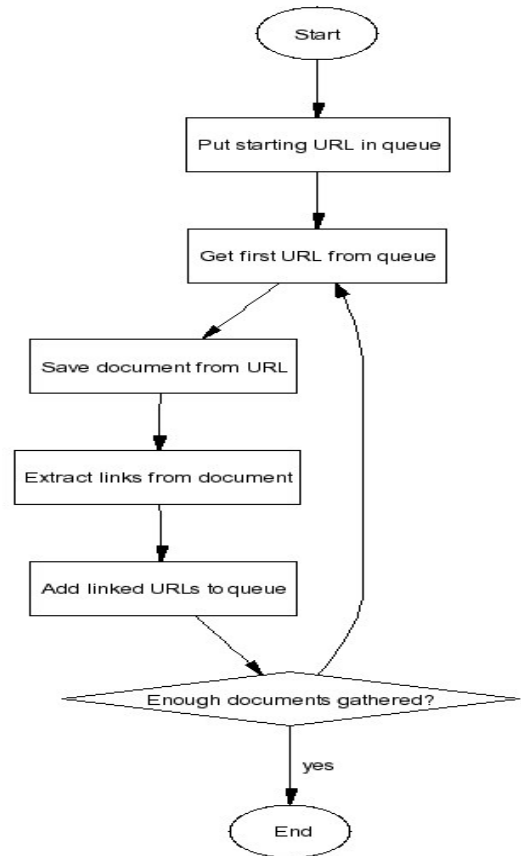 Start
Put starting URL in queue
Get first URL from queue
Save document from URL
Extract links from document
Add linked URLs to queue
Enough documents gathered?
yes
End